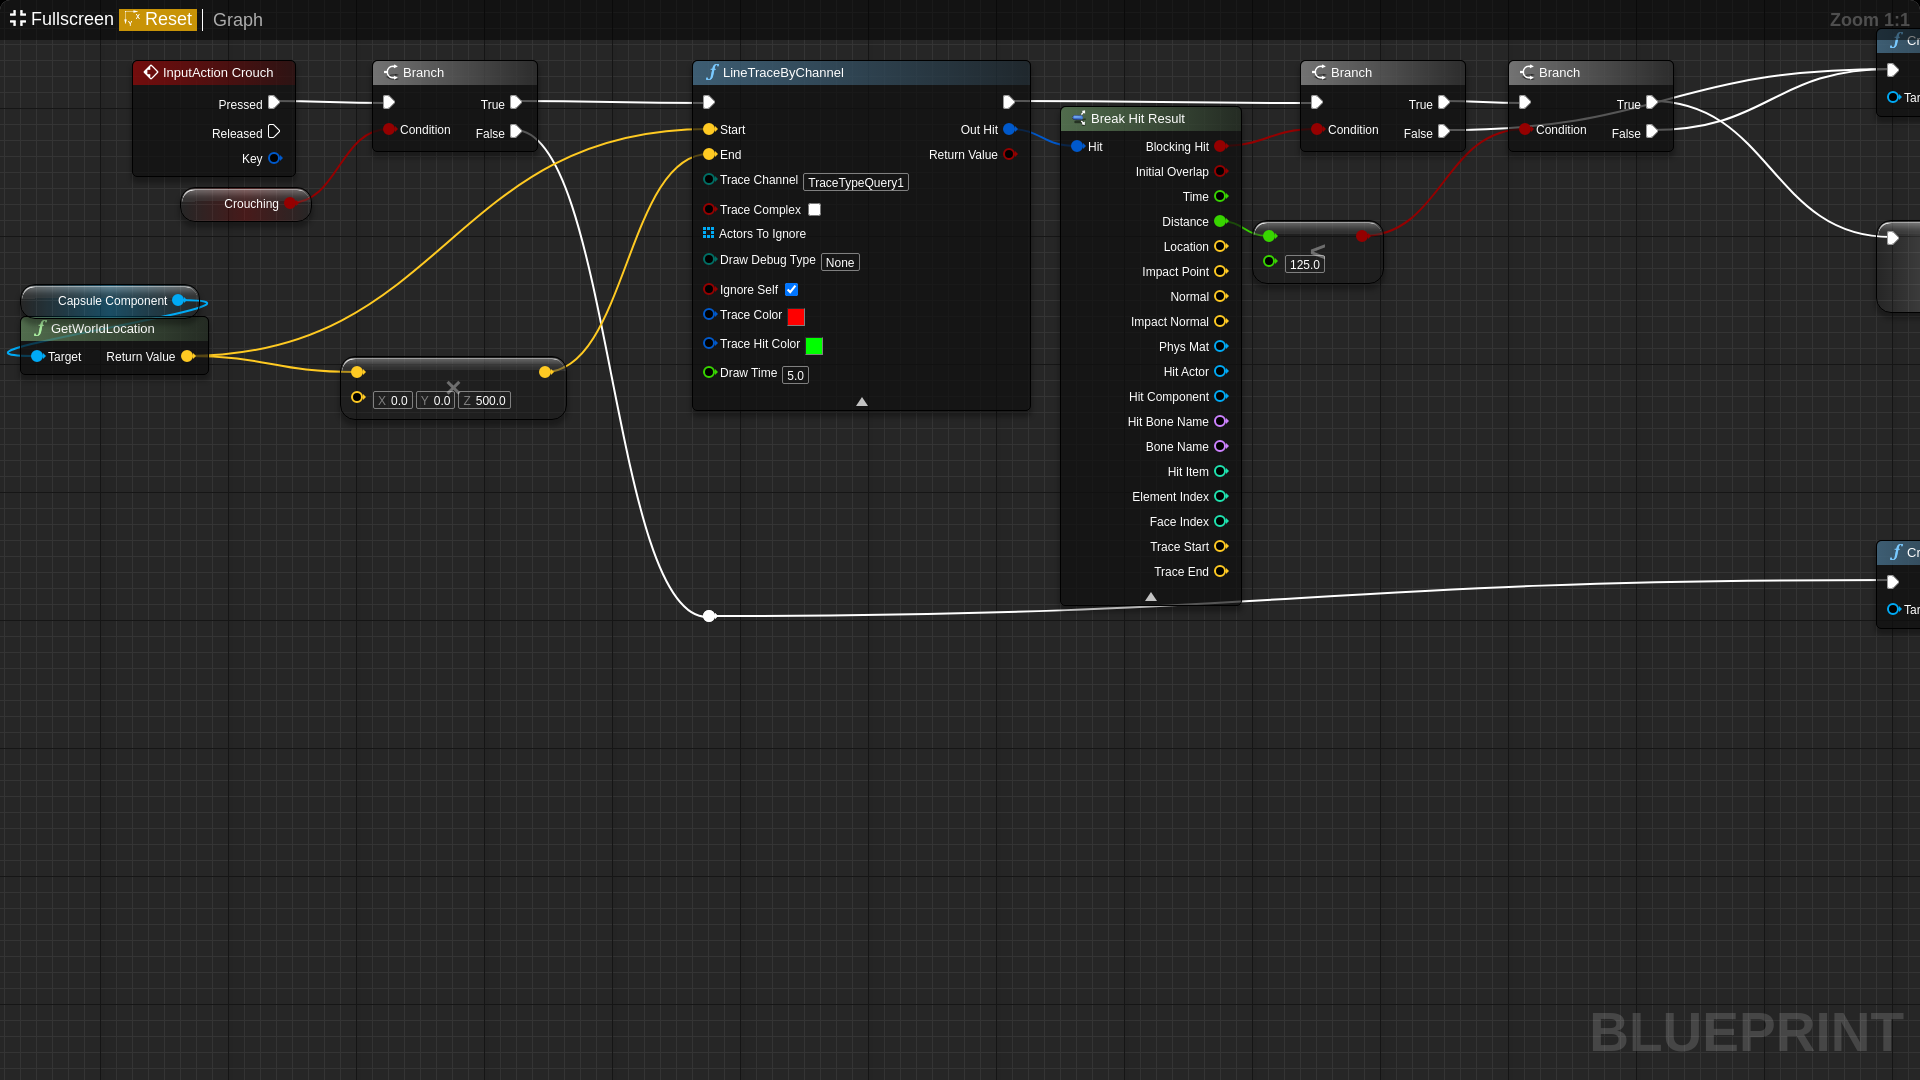 Fullscreen Reset Graph
Zoom 1:1
InputAction Crouch
Pressed
Released
Key
Crouching
Branch
True
Condition
False
Capsule Component
GetWorldLocation
Target Return Value
X 0.0 Y 0.0 Z 500.0
LineTraceByChannel
Start
Out Hit
End
Return Value
Trace Channel TraceTypeQuery1
Trace Complex
Actors To Ignore
Draw Debug Type None
Ignore Self
Trace Color
Trace Hit Color
Draw Time 5.0
Break Hit Result
Hit Blocking Hit
Initial Overlap
Time
Distance
Location
Impact Point
Normal
Impact Normal
Phys Mat
Hit Actor
Hit Component
Hit Bone Name
Bone Name
Hit Item
Element Index
Face Index
Trace Start
Trace End
<
125.0
Branch
True
Condition
False
Branch
True
Condition
False
Cr
Tar
Cr
Tar
BLUEPRINT